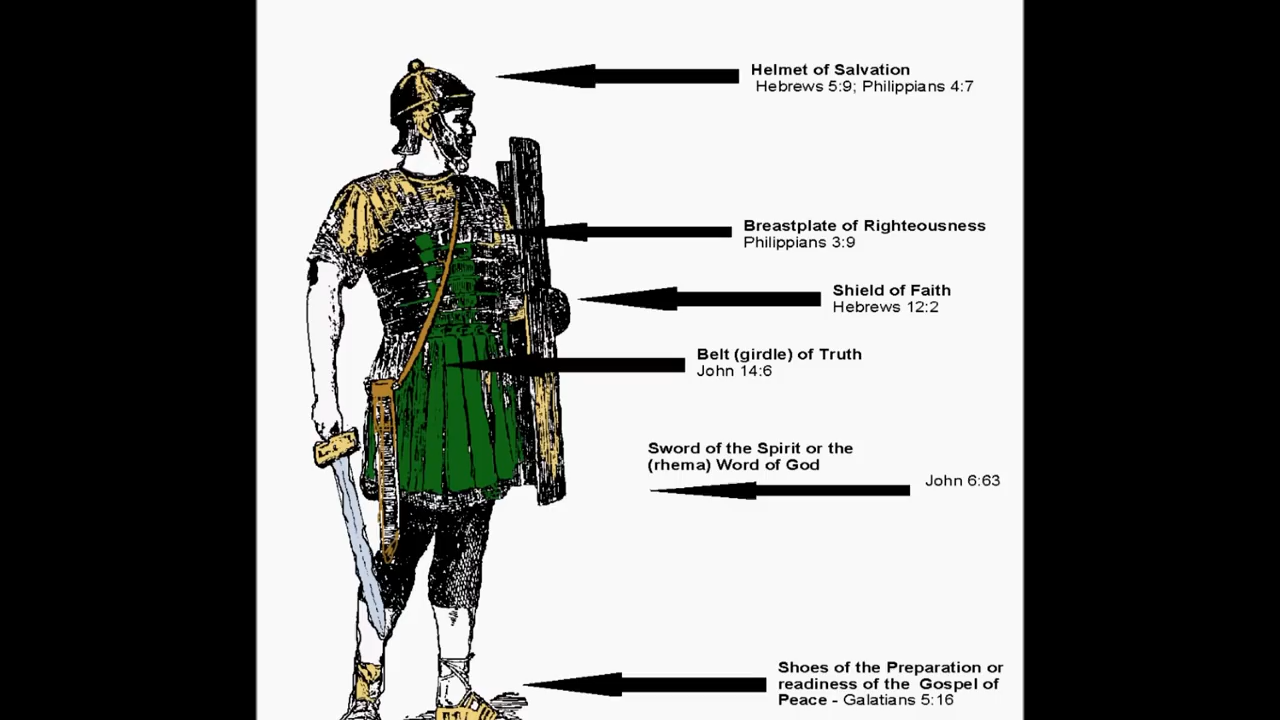 Helmet of Salvation
Hebrews 5:9; Philippians 4:7
Breastplate of Righteousness
Philippians 3:9
Shield of Faith
Hebrews 12:2
Belt (girdle) of Truth
John 14:6
Sword of the Spirit or the
(rhema) Word of God
John 6:63
Shoes of the Preparation or
readiness of the Gospel of
Peace - Galatians 5:16